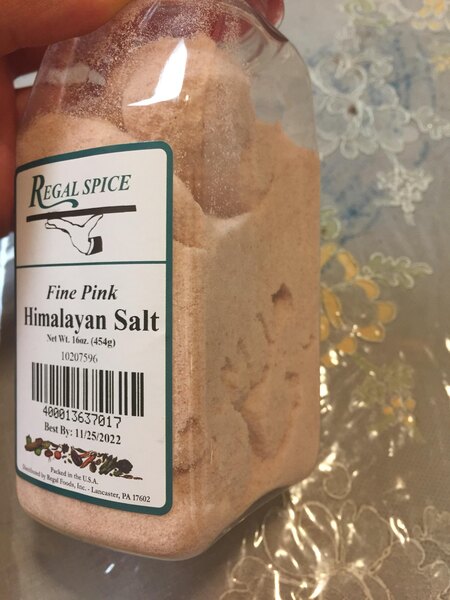 REGAL SPICE
Fine Pink
Himalayan Salt
Net Wt. 16oz. (454g)
10207596
400013637017
Best By: 11/25/2022
Packed in the U.S.A.
Distributed by Regal Foods, Inc. - Lancaster, PA 17602